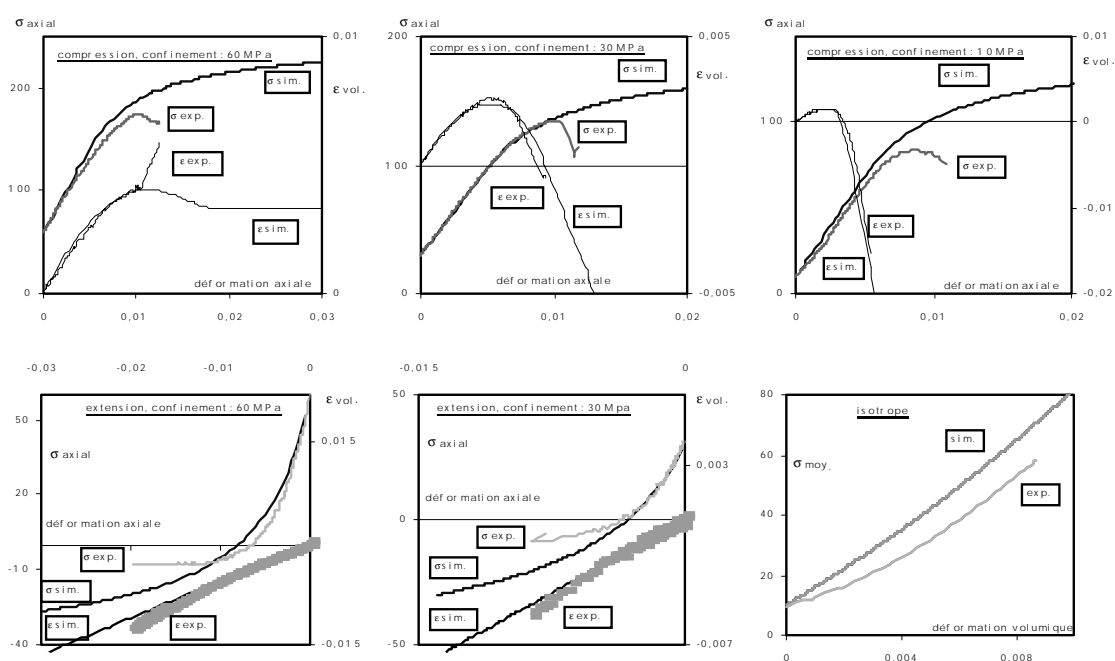 σ axial
0,01
compression, confinement : 60 MPa
200
σ sim.
ε vol.
σ exp.
ε exp.
100
ε sim.
déformation axiale
0
0
0
0,01
0,02
0,03
σ axial
200
0,005
compression, confinement : 30 MPa
σ sim.
ε vol.
σ exp.
100
ε exp.
ε sim.
déformation axiale
0
-0,005
0
0,01
0,02
σ axial
0,01
compression, confinement : 10 MPa
ε vol.
σ sim.
100
0
σ exp.
-0,01
ε exp.
ε sim.
déformation axiale
0
-0,02
0
0,01
0,02
-0,03
-0,02
-0,01
0
extension, confinement : 60 MPa
ε vol.
50
0,015
σ axial
20
déformation axiale
σ exp.
-10
σ sim.
ε sim.
ε exp.
-40
-0,015
-0,015
0
50
extension, confinement : 30 Mpa
ε vol.
σ axial
0,003
déformation axiale
0
σ exp.
σ sim.
ε sim.
ε exp.
-50
-0,007
80
isotrope
sim.
60
σ moy.
exp.
40
20
déformation volumique
0
0
0,004
0,008